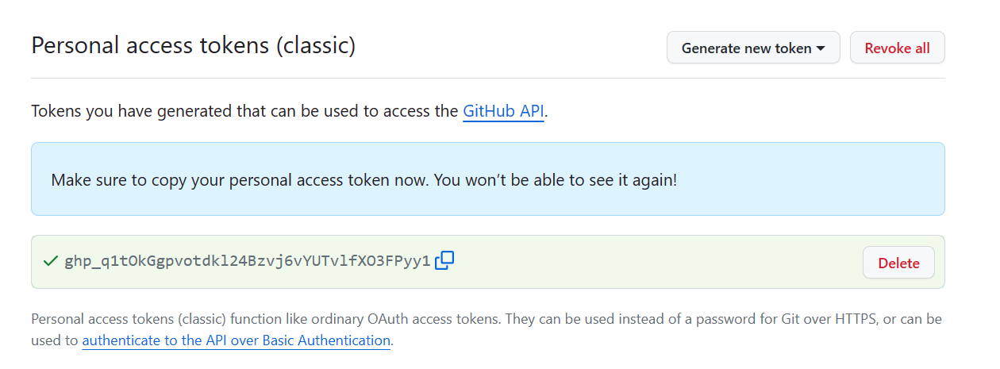 Personal access tokens (classic)
Generate new token
Revoke all
Tokens you have generated that can be used to access the GitHub API.
Make sure to copy your personal access token now. You won’t be able to see it again!
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
Delete
Personal access tokens (classic) function like ordinary OAuth access tokens. They can be used instead of a password for Git over HTTPS, or can be
used to authenticate to the API over Basic Authentication.